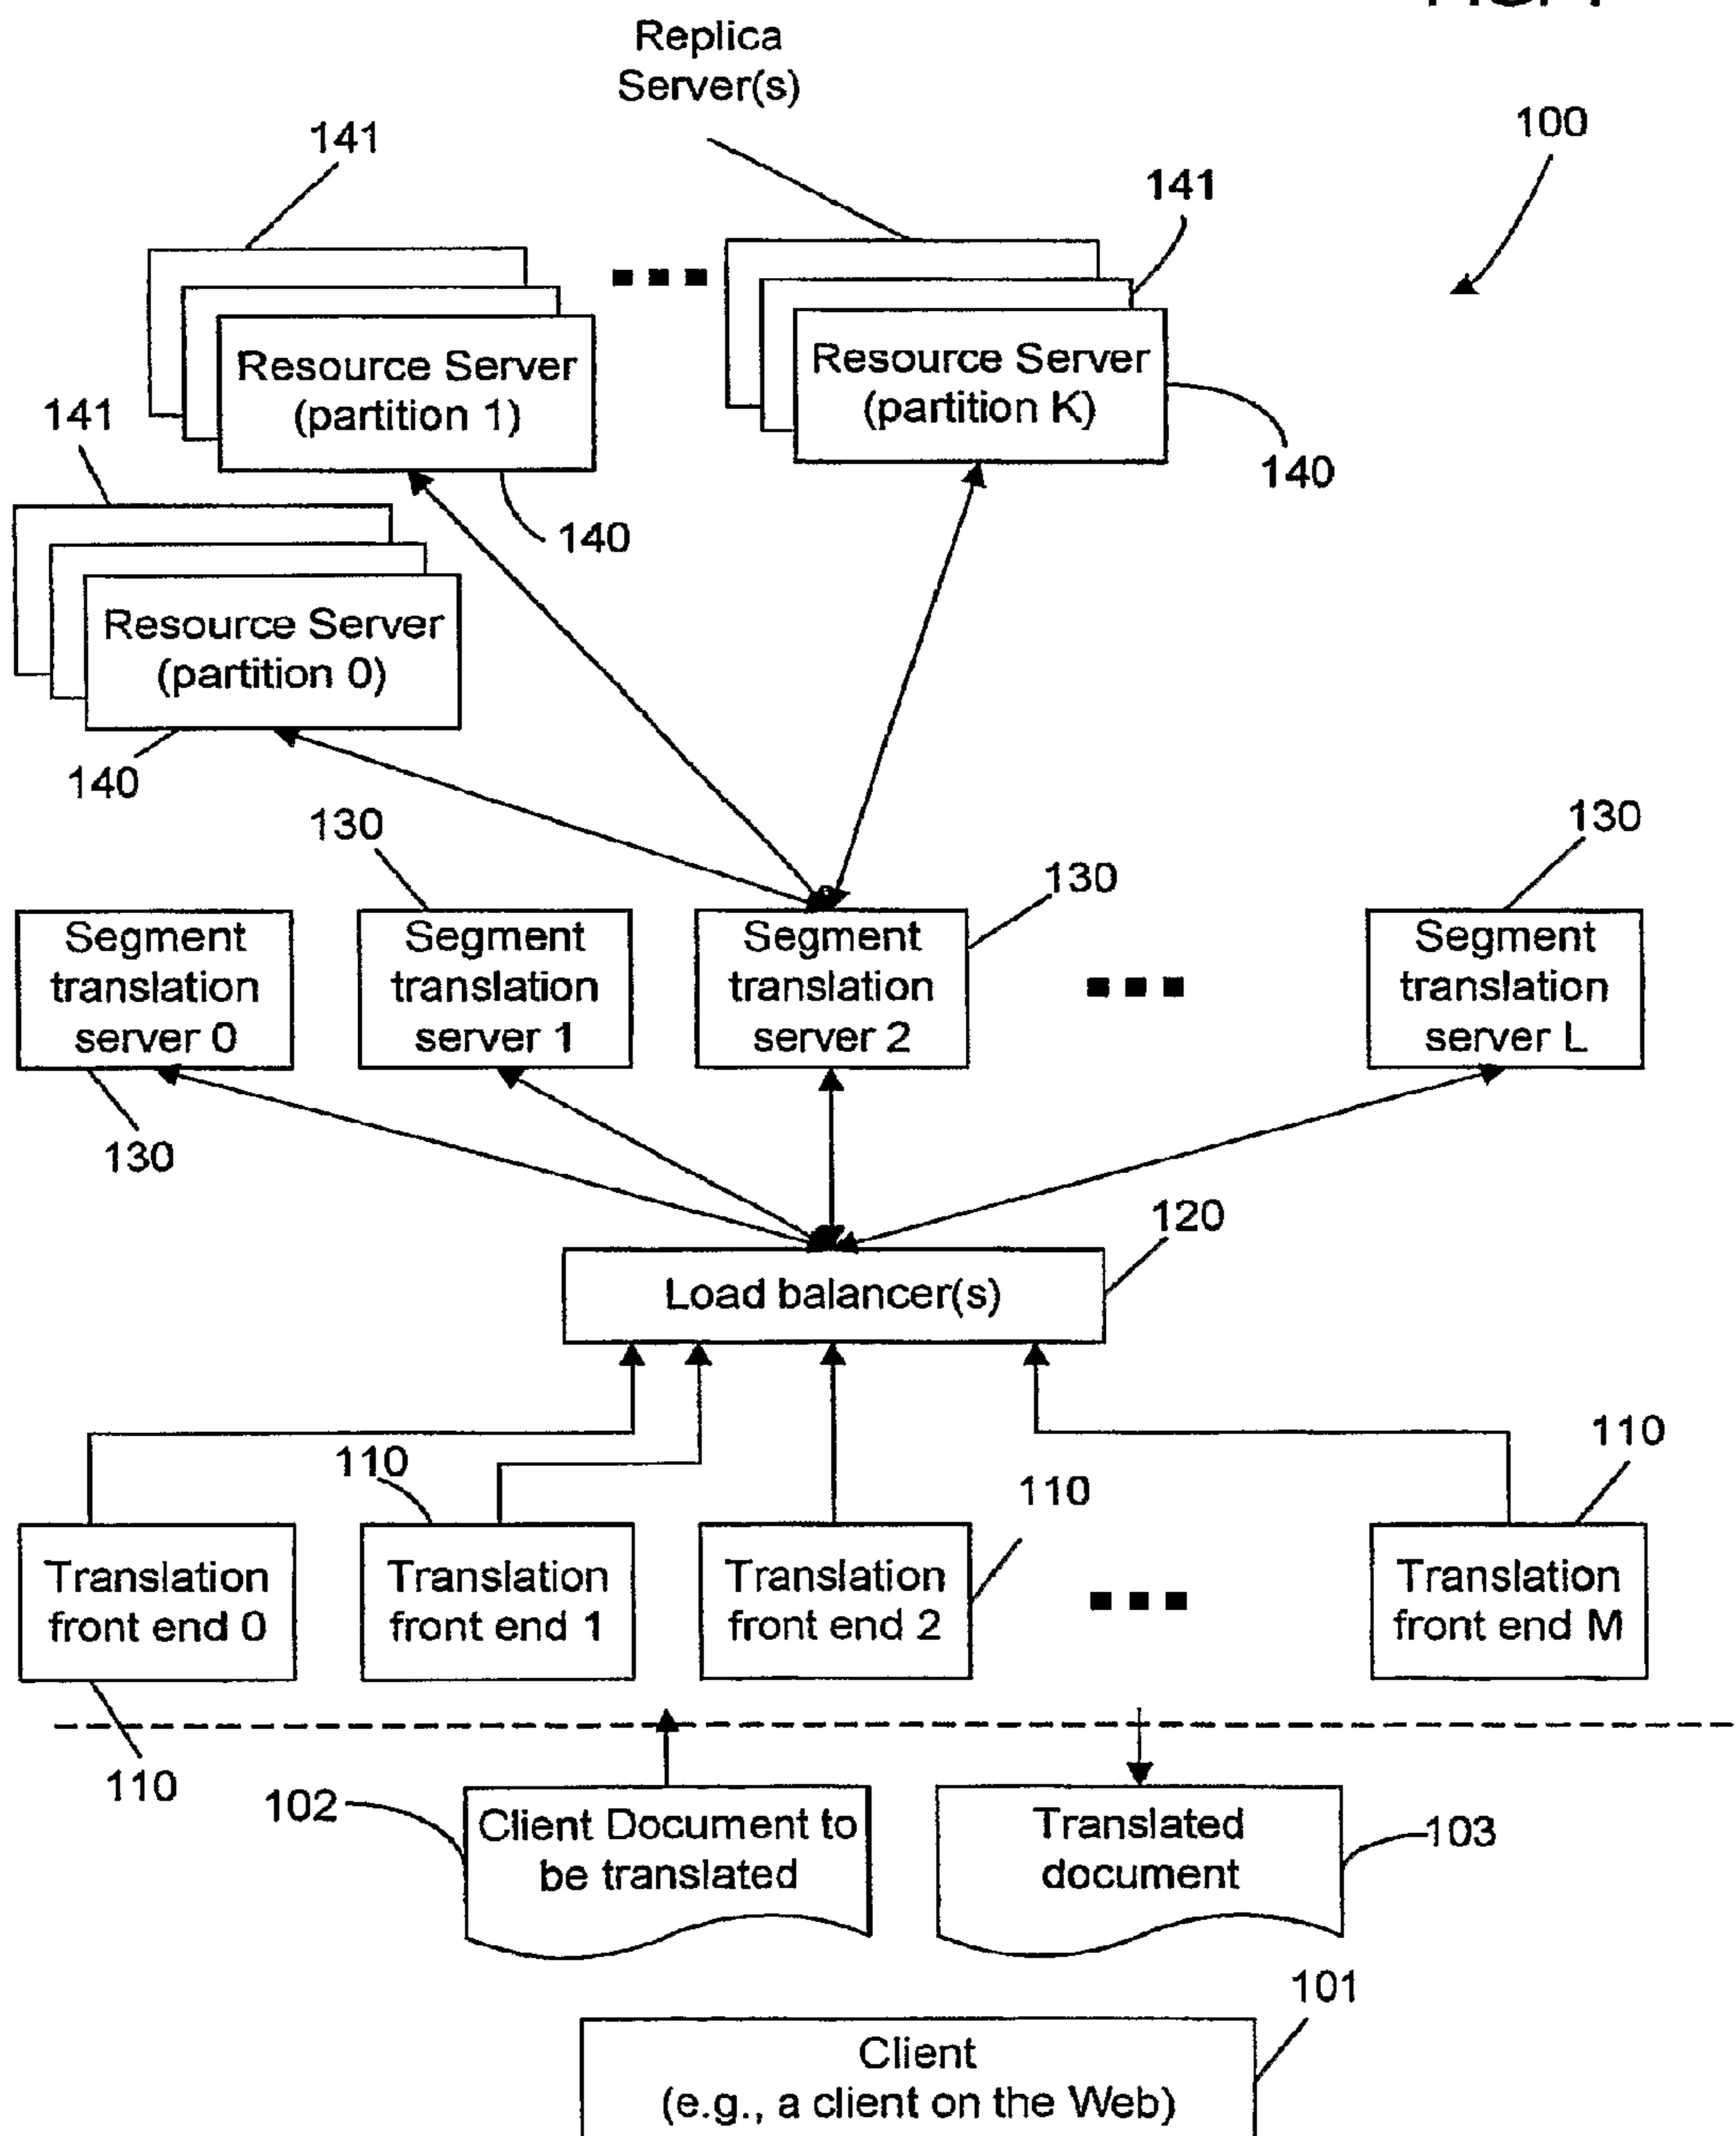 Replica
Server(s)
100
141
141
Resource Server
(partition 1)
Resource Server
(partition K)
141
140
140
Resource Server
(partition 0)
140
130
130
130
Segment
translation
server 0
Segment
translation
server 1
Segment
translation
server 2
Segment
translation
server L
130
120
Load balancer(s)
110
110
110
Translation
front end 0
Translation
front end 1
Translation
front end 2
Translation
front end M
110
102
Client Document to
be translated
Translated
document
103
101
Client
(e.g., a client on the Web)